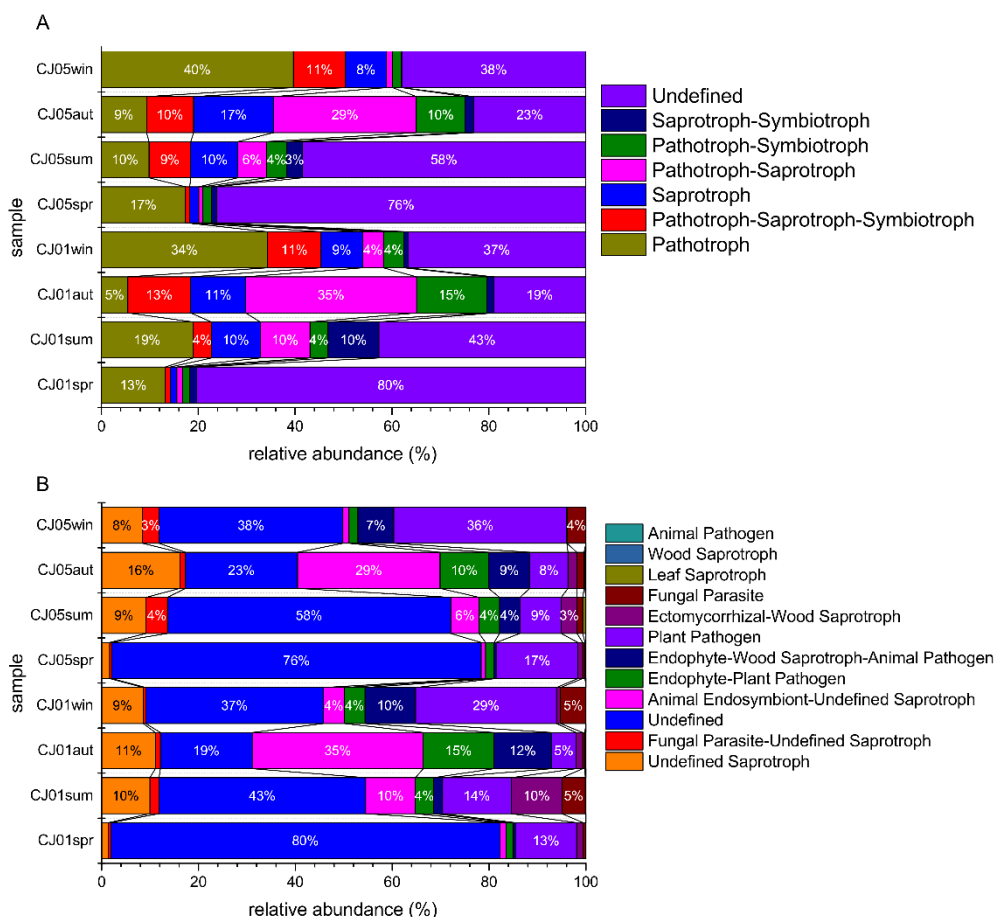 A
CJ05win 40% 11% 8% 38%
CJ05aut 9% 10% 17% 29% 10% 23%
CJ05sum 10% 9% 10% 6% 4% 3% 58%
CJ05spr 17% 76%
CJ01win 34% 11% 9% 4% 4% 37%
CJ01aut 5% 13% 11% 35% 15% 19%
CJ01sum 19% 4% 10% 10% 4% 10% 43%
CJ01spr 13% 80%
sample
0 20 40 60 80 100
relative abundance (%)
Undefined
Saprotroph-Symbiotroph
Pathotroph-Symbiotroph
Pathotroph-Saprotroph
Saprotroph
Pathotroph-Saprotroph-Symbiotroph
Pathotroph
B
CJ05win 8% 3% 38% 7% 36% 4%
CJ05aut 16% 23% 29% 10% 9% 8%
CJ05sum 9% 4% 58% 6% 4% 4% 9% 3%
CJ05spr 76% 17%
CJ01win 9% 37% 4% 4% 10% 29% 5%
CJ01aut 11% 19% 35% 15% 12% 5%
CJ01sum 10% 43% 10% 4% 14% 10% 5%
CJ01spr 80% 13%
sample
0 20 40 60 80 100
relative abundance (%)
Animal Pathogen
Wood Saprotroph
Leaf Saprotroph
Fungal Parasite
Ectomycorrhizal-Wood Saprotroph
Plant Pathogen
Endophyte-Wood Saprotroph-Animal Pathogen
Endophyte-Plant Pathogen
Animal Endosymbiont-Undefined Saprotroph
Undefined
Fungal Parasite-Undefined Saprotroph
Undefined Saprotroph